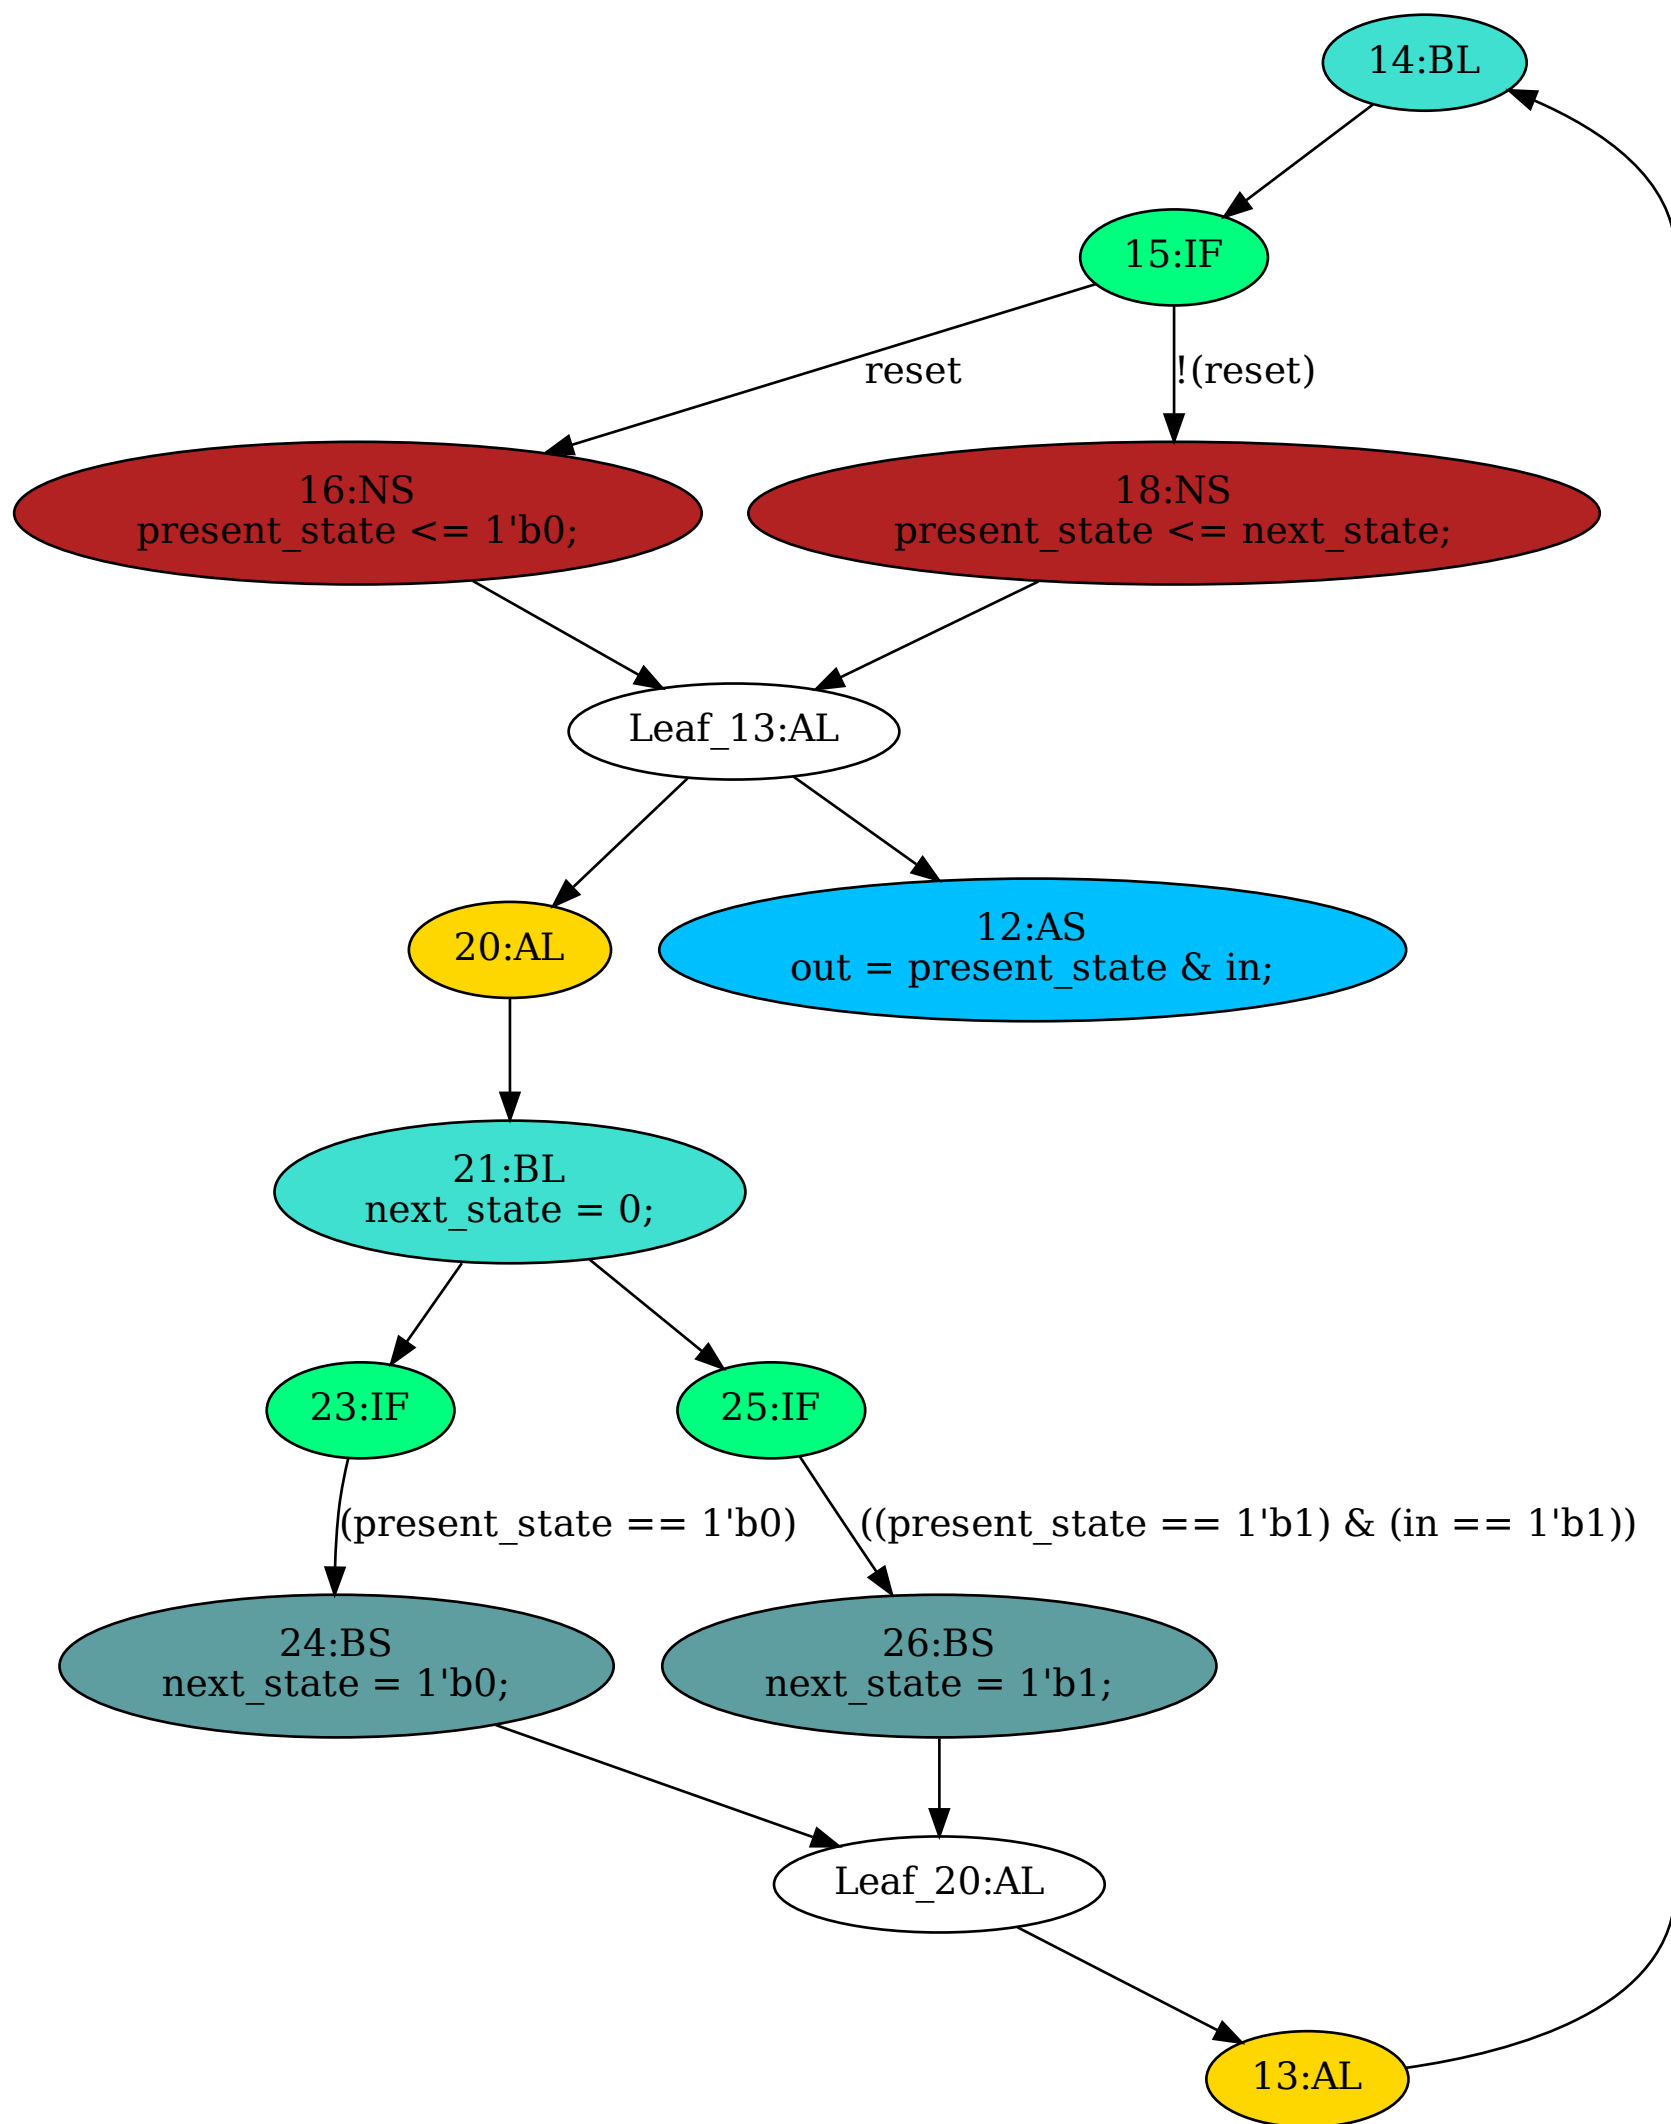 14:BL
15:IF
reset
!(reset)
16:NS
present_state <= 1'b0;
18:NS
present_state <= next_state;
Leaf_13:AL
20:AL
12:AS
out = present_state & in;
21:BL
next_state = 0;
23:IF
25:IF
(present_state == 1'b0)
((present_state == 1'b1) & (in == 1'b1))
24:BS
next_state = 1'b0;
26:BS
next_state = 1'b1;
Leaf_20:AL
13:AL